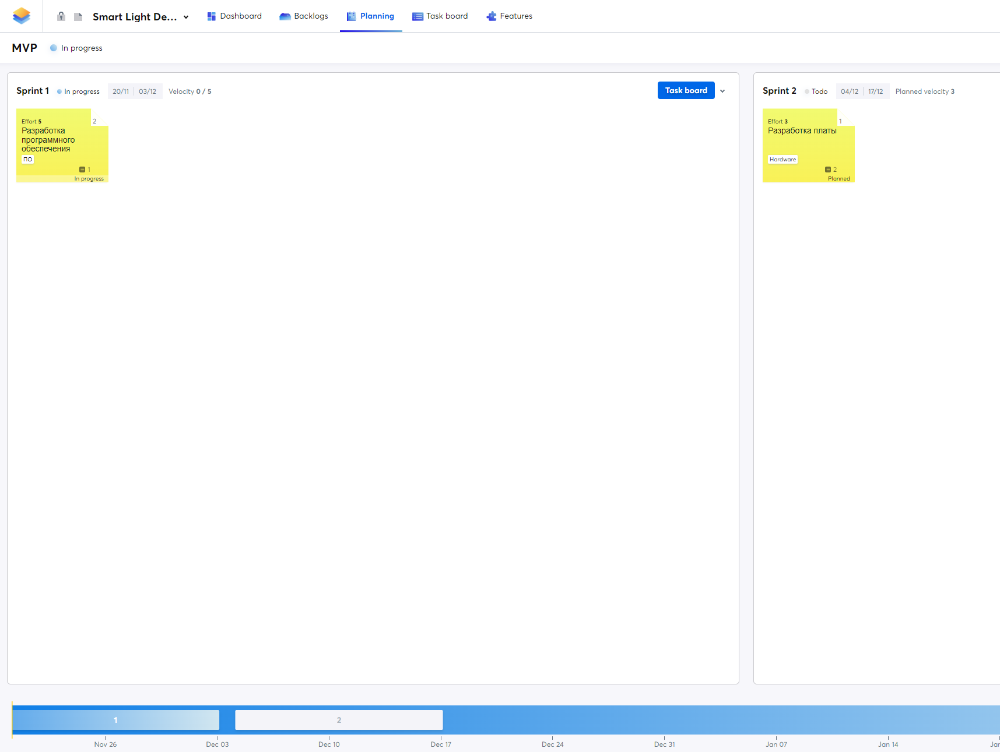 Smart Light De...
Dashboard
Backlogs
Planning
Task board
Features
MVP
In progress
Sprint 1
In progress
20/11
03/12
Velocity 0 / 5
Task board
Effort 5
2
Разработка
программного
обеспечения
ПО
1
In progress
Sprint 2
Todo
04/12
17/12
Planned velocity 3
Effort 3
1
Разработка платы
Hardware
2
Planned
1
2
Nov 26
Dec 03
Dec 10
Dec 17
Dec 24
Dec 31
Jan 07
Jan 14
Jan